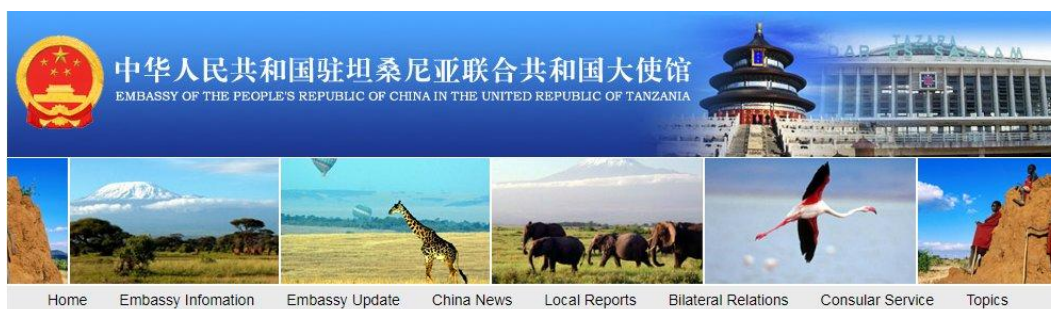 TAZARA
DAR ES SALAAM
中华人民共和国驻坦桑尼亚联合共和国大使馆
EMBASSY OF THE PEOPLE'S REPUBLIC OF CHINA IN THE UNITED REPUBLIC OF TANZANIA
Home Embassy Infomation Embassy Update China News Local Reports Bilateral Relations Consular Service Topics